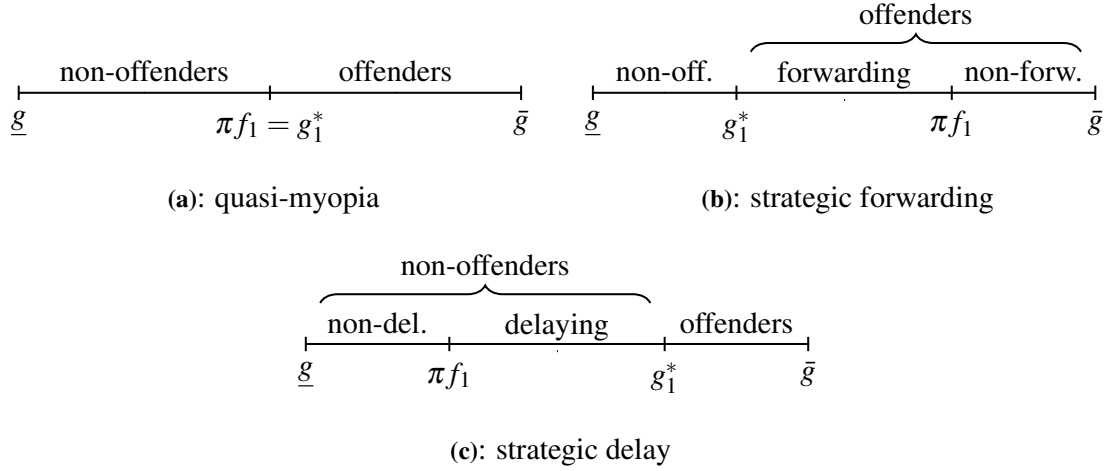 non-offenders offenders
g πf₁ = g₁* ḡ
(a): quasi-myopia
offenders
non-off. forwarding non-forw.
g g₁* πf₁ ḡ
(b): strategic forwarding
non-offenders
non-del. delaying offenders
g πf₁ g₁* ḡ
(c): strategic delay